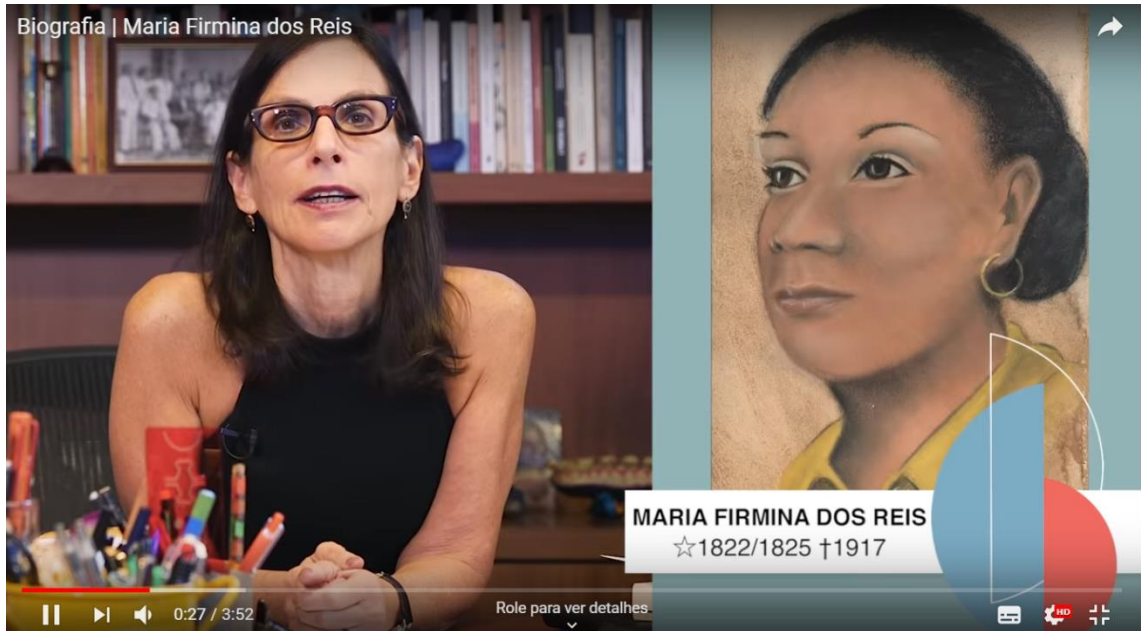 Biografia | Maria Firmina dos Reis
MARIA FIRMINA DOS REIS
☆1822/1825 †1917
0:27 / 3:52
Role para ver detalhes
HD